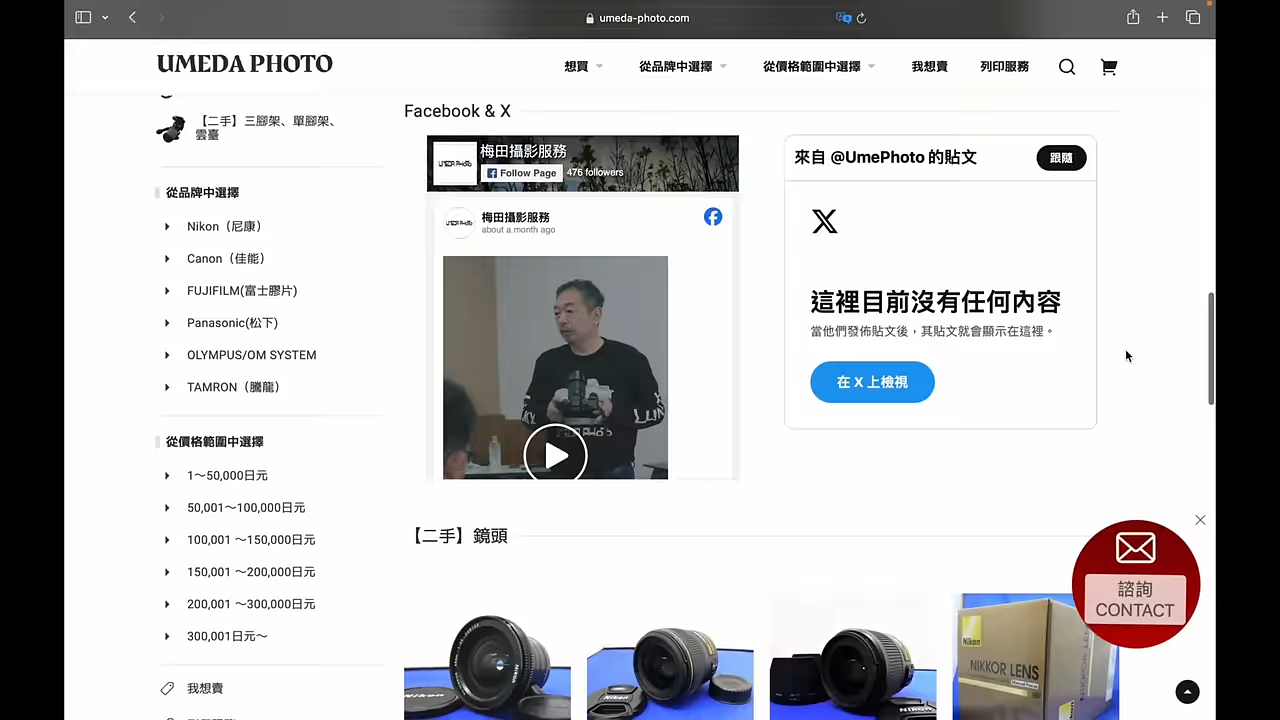 umeda-photo.com
UMEDA PHOTO
想買
從品牌中選擇
從價格範圍中選擇
我想賣
列印服務
【二手】三腳架、單腳架、
雲臺
從品牌中選擇
Nikon（尼康）
Canon（佳能）
FUJIFILM(富士膠片)
Panasonic(松下)
OLYMPUS/OM SYSTEM
TAMRON（騰龍）
從價格範圍中選擇
1～50,000日元
50,001～100,000日元
100,001 ～150,000日元
150,001 ～200,000日元
200,001 ～300,000日元
300,001日元～
我想賣
Facebook & X
UMEDA PHOTO
梅田攝影服務
Follow Page
476 followers
梅田攝影服務
about a month ago
來自 @UmePhoto 的貼文
跟隨
這裡目前沒有任何內容
當他們發佈貼文後，其貼文就會顯示在這裡。
在 X 上檢視
【二手】鏡頭
Nikon
Nikon
NIKKOR LENS
諮詢
CONTACT